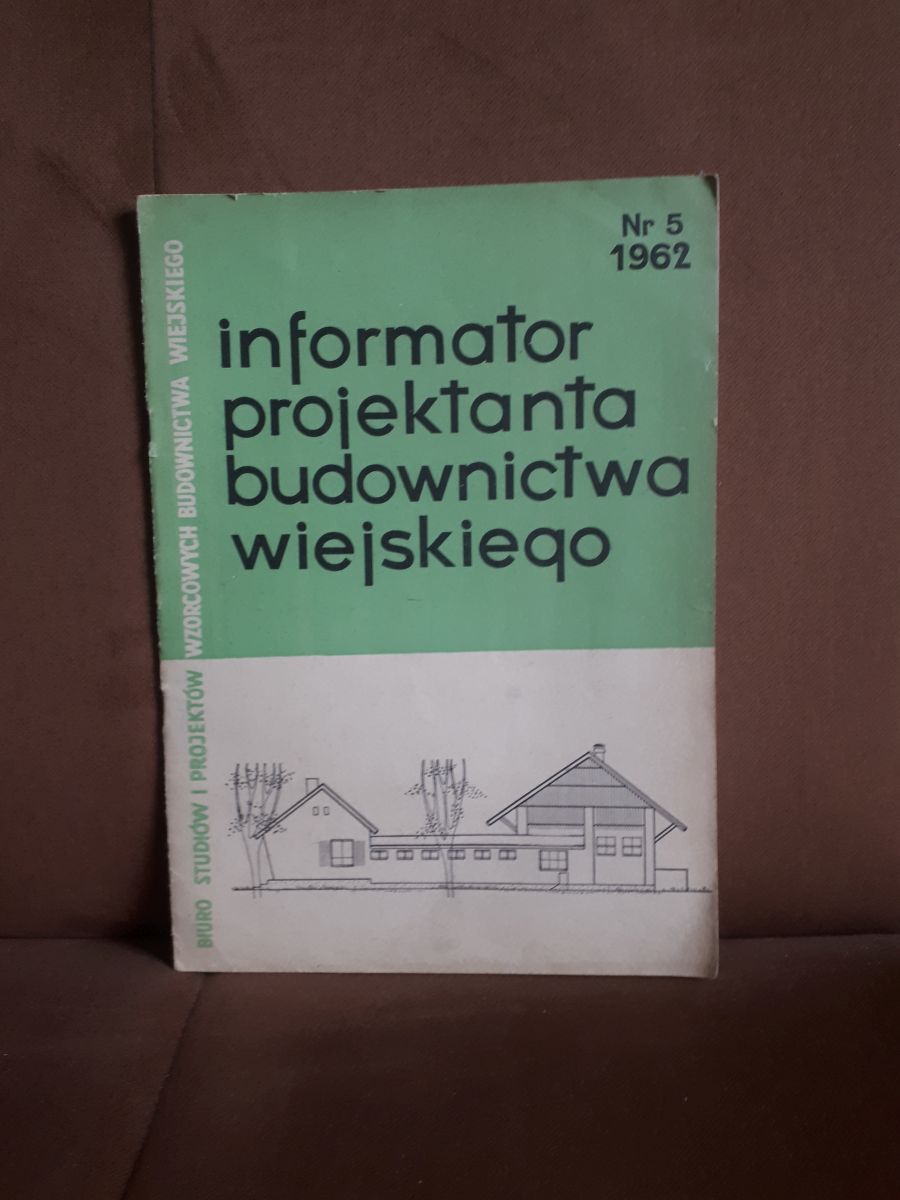 Nr 5
1962
informator
projektanta
budownictwa
wiejskiego
BIURO STUDIÓW I PROJEKTÓW WZORCOWYCH BUDOWNICTWA WIEJSKIEGO